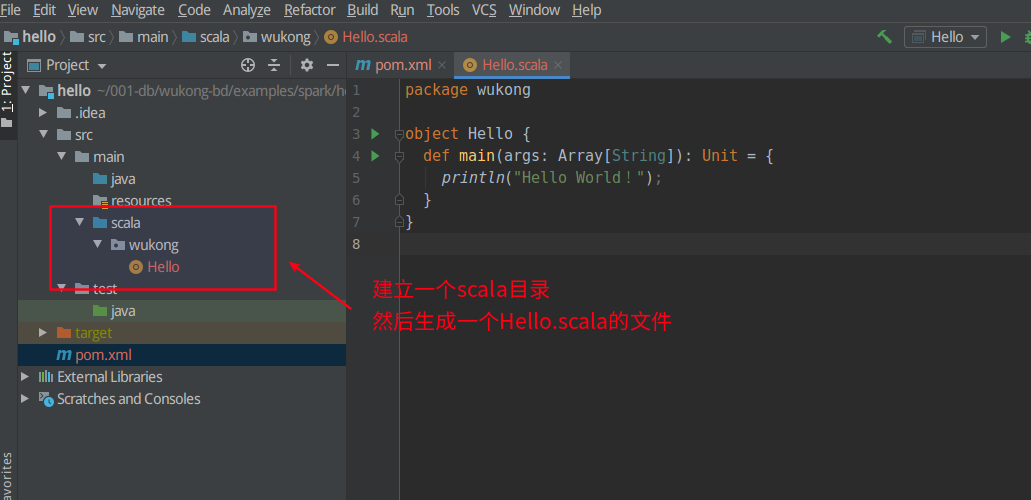 File Edit View Navigate Code Analyze Refactor Build Run Tools VCS Window Help
hello src main scala wukong Hello.scala Hello
1: Project
Project
pom.xml Hello.scala
hello ~/001-db/wukong-bd/examples/spark/he
.idea
src
main
java
resources
scala
wukong
Hello
test
java
target
pom.xml
External Libraries
Scratches and Consoles
avorites
1 package wukong
2
3 object Hello {
4 def main(args: Array[String]): Unit = {
5 println("Hello World！");
6 }
7 }
8
建立一个scala目录
然后生成一个Hello.scala的文件